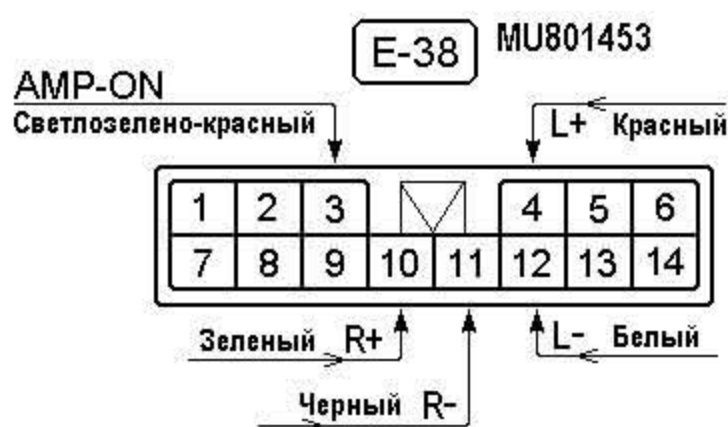 E-38 MU801453
AMP-ON
Светлозелено-красный
L+ Красный
1 2 3 4 5 6
7 8 9 10 11 12 13 14
Зеленый R+
L- Белый
Черный R-